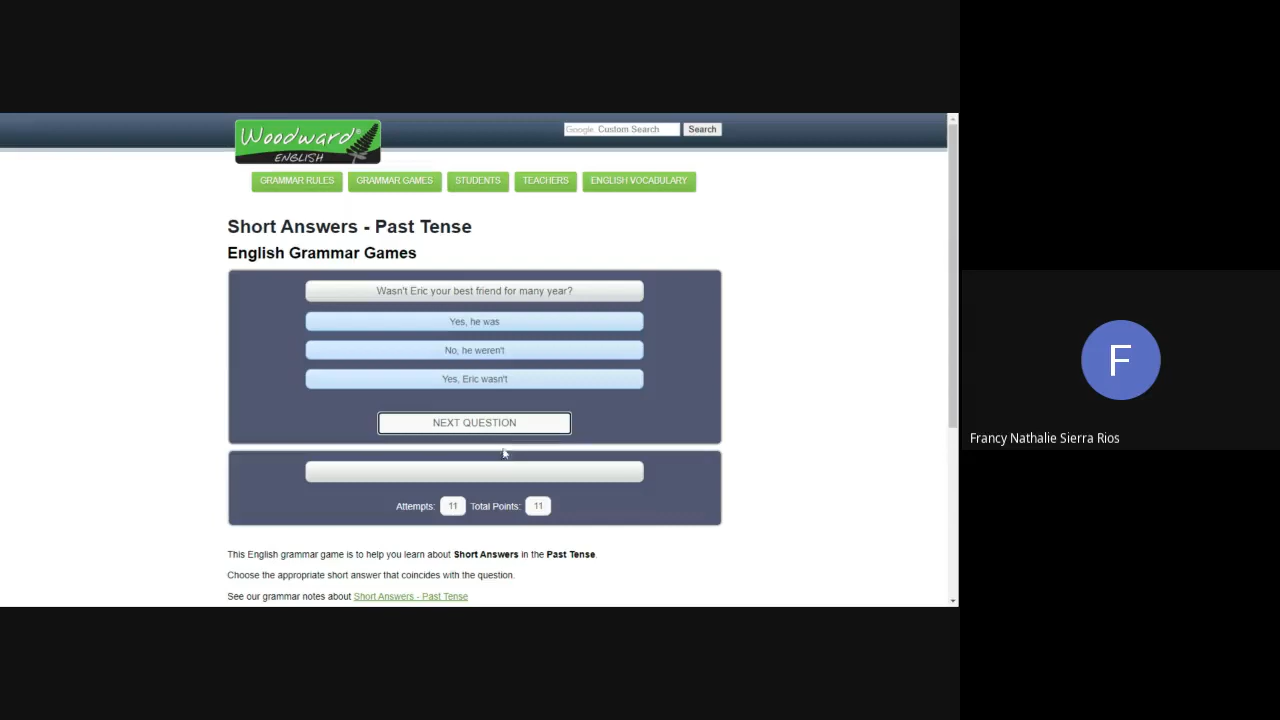 Woodward®
ENGLISH
Google Custom Search
Search
GRAMMAR RULES
GRAMMAR GAMES
STUDENTS
TEACHERS
ENGLISH VOCABULARY
Short Answers - Past Tense
English Grammar Games
Wasn't Eric your best friend for many year?
Yes, he was
No, he weren't
Yes, Eric wasn't
NEXT QUESTION
Attempts: 11 Total Points: 11
This English grammar game is to help you learn about Short Answers in the Past Tense.
Choose the appropriate short answer that coincides with the question.
See our grammar notes about Short Answers - Past Tense
F
Francy Nathalie Sierra Rios